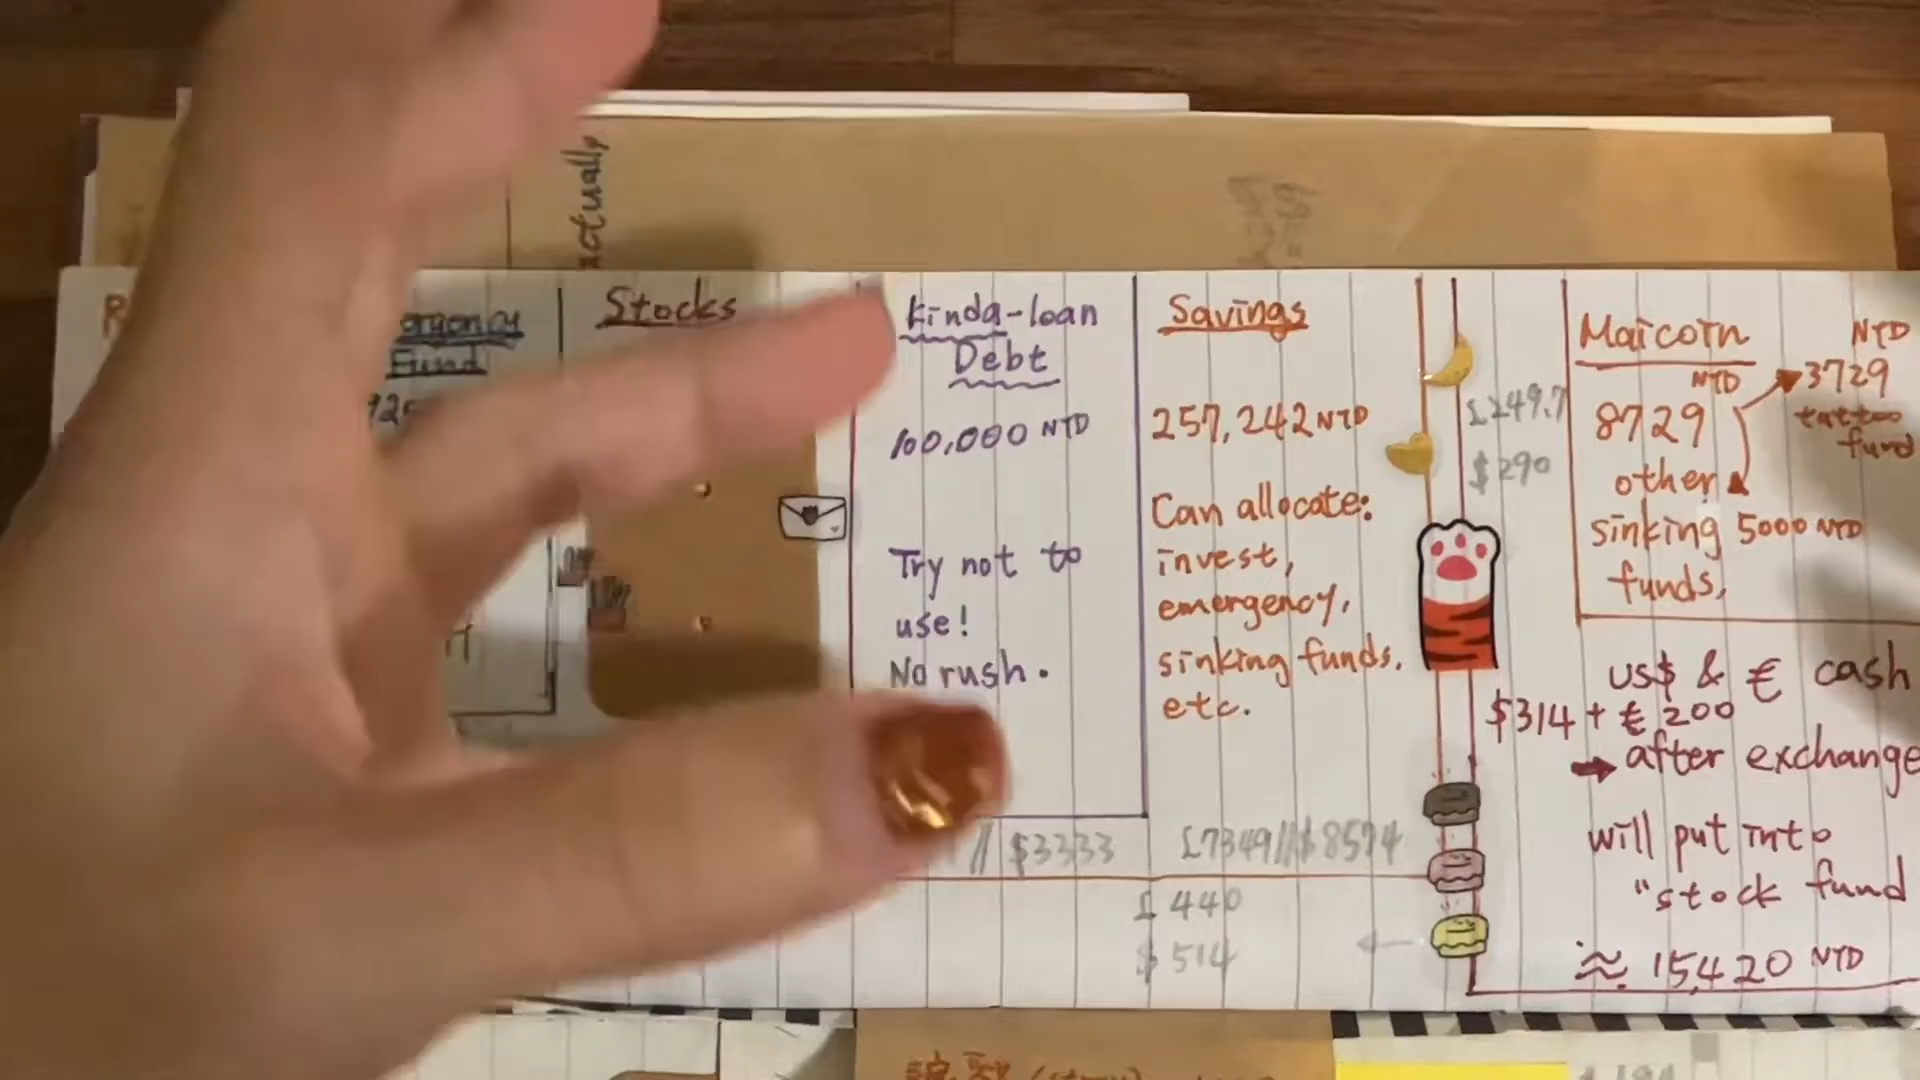 actually
Fund
Stocks
Kinda-loan
Debt
100,000 NTD
Try not to
use!
No rush.
// $3333
Savings
257,242 NTD
Can allocate:
invest,
emergency,
sinking funds.
etc.
£7349//$8574
£440
$514
£249.7
$290
Maicoin
NTD
8729
other
sinking 5000 NTD
funds,
NTD
3729
tattoo
fund
US$ & € cash
$314 + € 200
after exchange
will put into
"stock fund
≈ 15,420 NTD